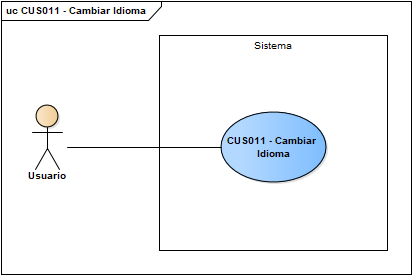 uc CUS011 - Cambiar Idioma
Sistema
CUS011 - Cambiar
Idioma
Usuario